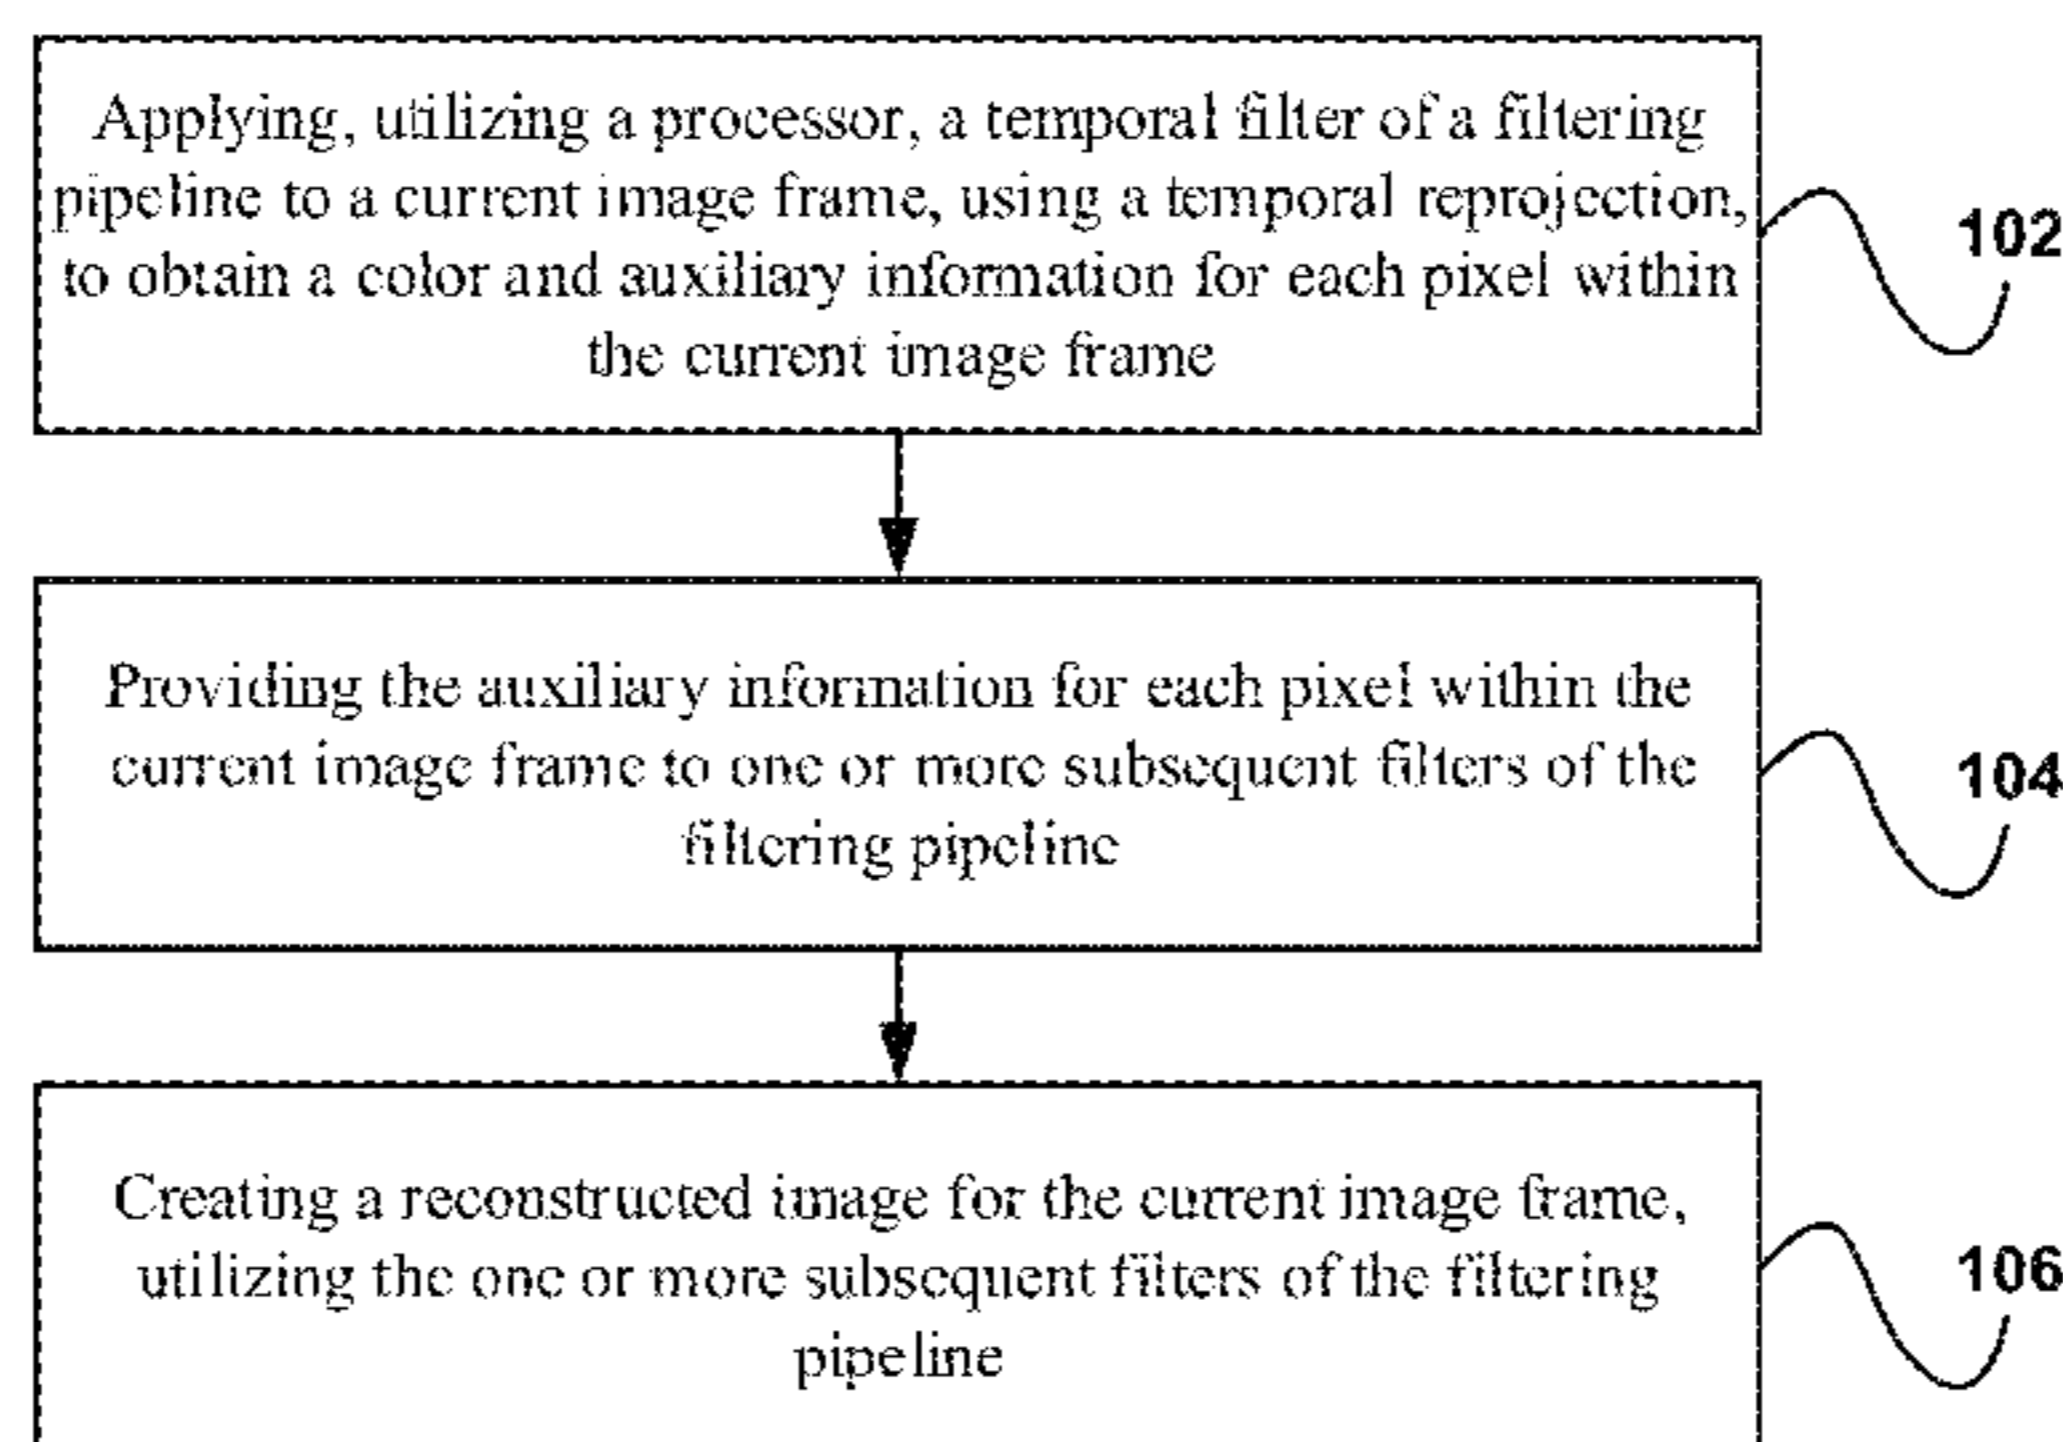 Applying, utilizing a processor, a temporal filter of a filtering
pipeline to a current image frame, using a temporal reprojection,
to obtain a color and auxiliary information for each pixel within
the current image frame
102
Providing the auxiliary information for each pixel within the
current image frame to one or more subsequent filters of the
filtering pipeline
104
Creating a reconstructed image for the current image frame,
utilizing the one or more subsequent filters of the filtering
pipeline
106